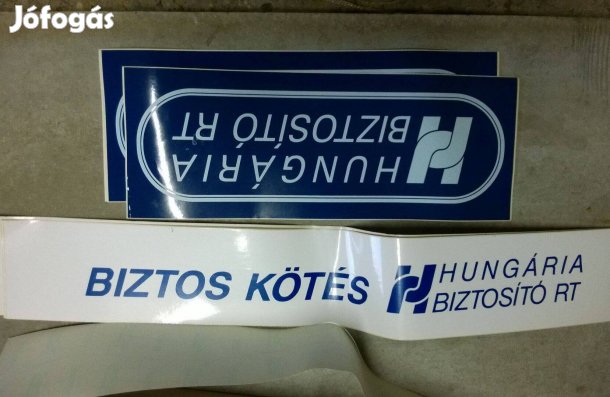 Jófogás
HUNGÁRIA
BIZTOSÍTÓ RT
BIZTOS KÖTÉS
HUNGÁRIA
BIZTOSÍTÓ RT